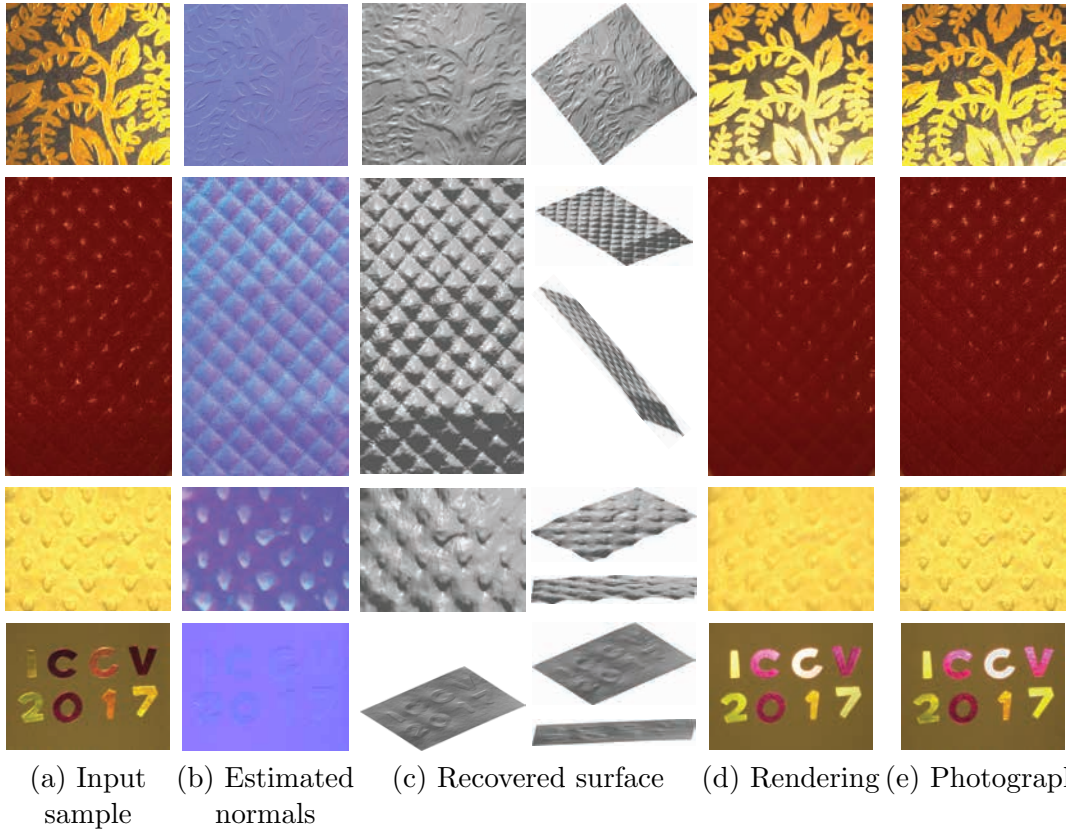 ICCV
2017
ICCV
2017
ICCV
2017
(a) Input
sample
(b) Estimated
normals
(c) Recovered surface
(d) Rendering
(e) Photograph